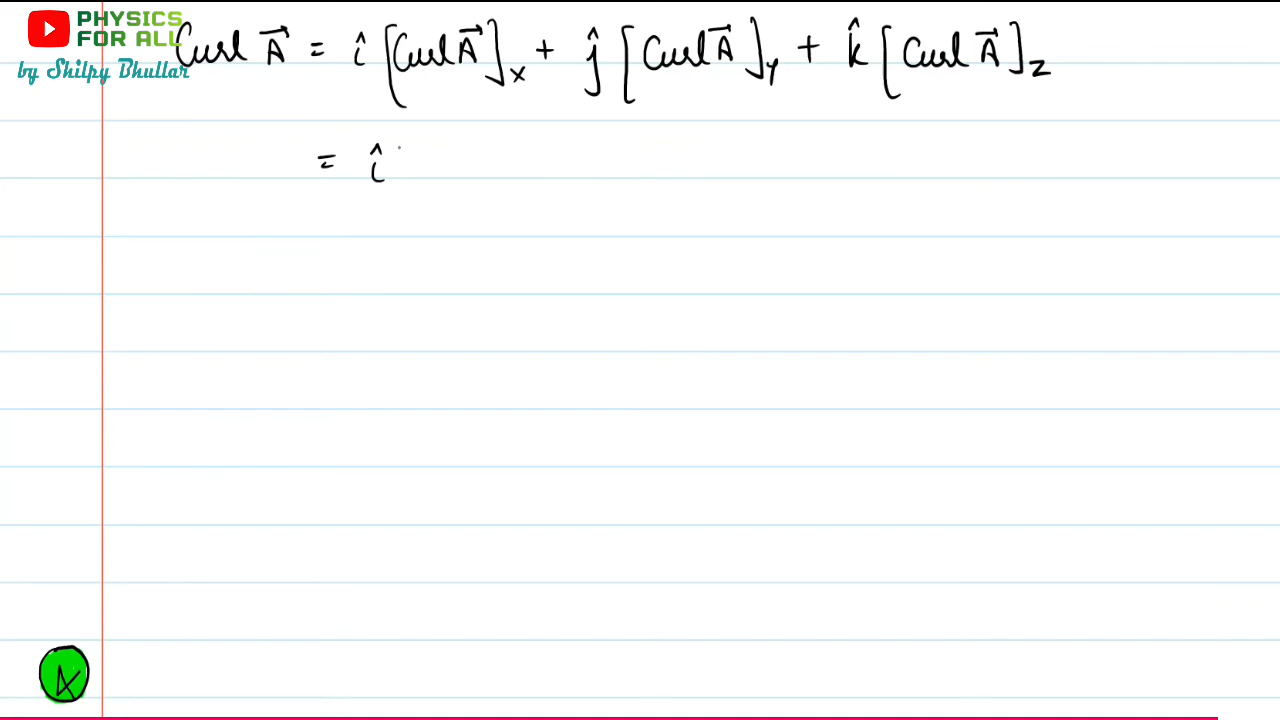 PHYSICS
FOR ALL
by Shilpy Bhullar
Curl A⃗ = î [Curl A⃗]ₓ + ĵ [Curl A⃗]ᵧ + k̂ [Curl A⃗]_z
= î